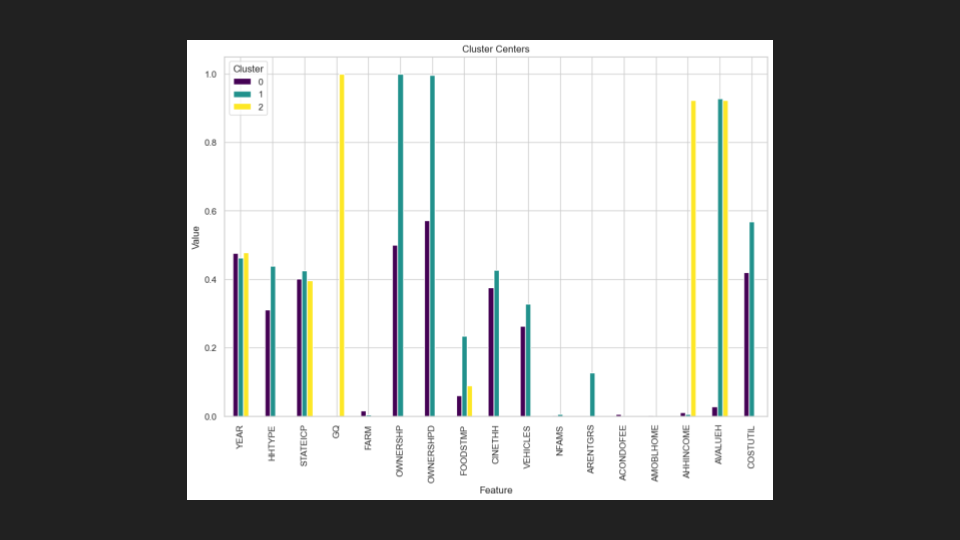 Cluster Centers
Cluster
0
1
2
1.0
0.8
0.6
0.4
0.2
0.0
Value
YEAR
HHTYPE
STATEICP
GQ
FARM
OWNERSHP
OWNERSHPD
FOODSTMP
CINETHH
VEHICLES
NFAMS
ARENTGRS
ACONDOFEE
AMOBLHOME
AHHINCOME
AVALUEH
COSTUTIL
Feature